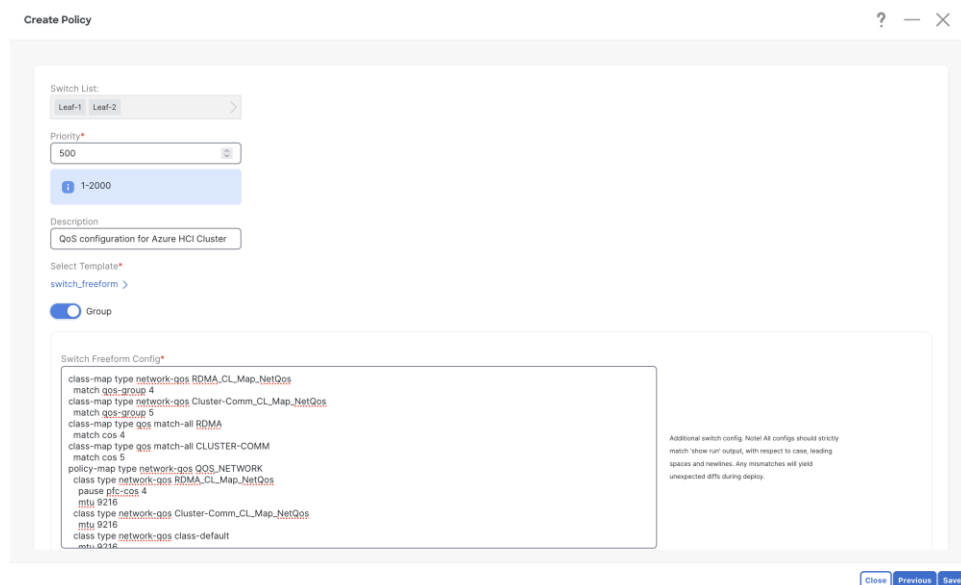 Create Policy
?
Switch List:
Leaf-1 Leaf-2
Priority*
500
i 1-2000
Description
QoS configuration for Azure HCI Cluster
Select Template*
switch_freeform >
Group
Switch Freeform Config*
class-map type network-qos RDMA_CL_Map_NetQos
  match qos-group 4
class-map type network-qos Cluster-Comm_CL_Map_NetQos
  match qos-group 5
class-map type qos match-all RDMA
  match cos 4
class-map type qos match-all CLUSTER-COMM
  match cos 5
policy-map type network-qos QOS_NETWORK
  class type network-qos RDMA_CL_Map_NetQos
    pause pfc-cos 4
    mtu 9216
  class type network-qos Cluster-Comm_CL_Map_NetQos
    mtu 9216
  class type network-qos class-default
    mtu 9216
Additional switch config. Note! All configs should strictly
match 'show run' output, with respect to case, leading
spaces and newlines. Any mismatches will yield
unexpected diffs during deploy.
Close Previous Save